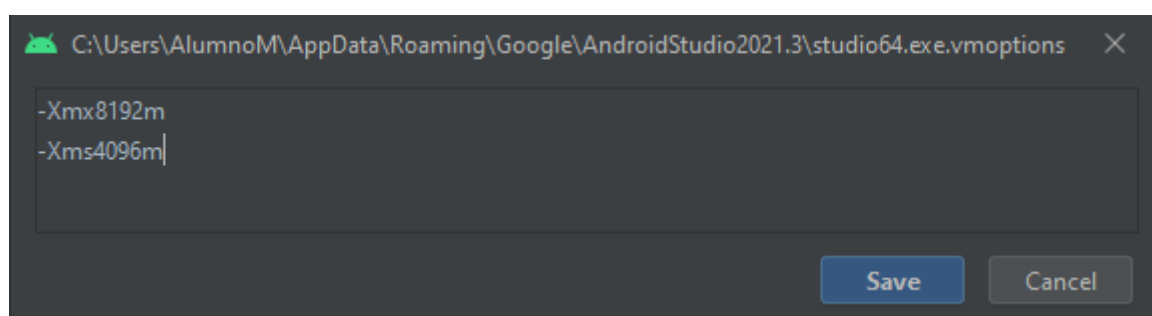 C:\Users\AlumnoM\AppData\Roaming\Google\AndroidStudio2021.3\studio64.exe.vmoptions
-Xmx8192m
-Xms4096m
Save Cancel